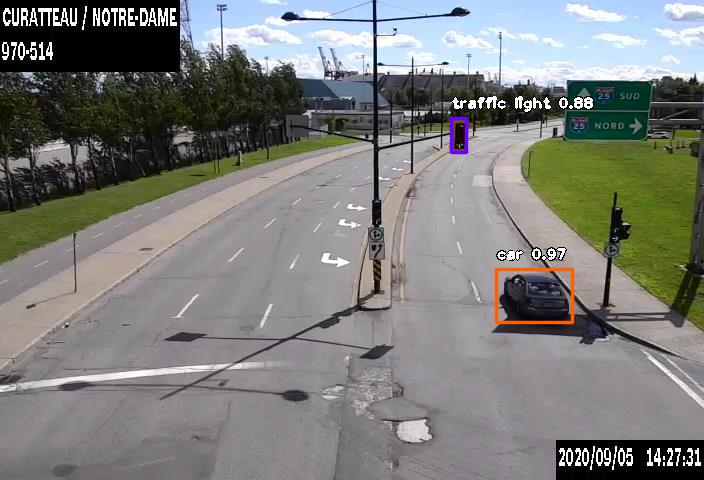 CURATTEAU / NOTRE-DAME
970-514
traffic light 0.88
25 SUD
25 NORD
car 0.97
2020/09/05 14:27:31